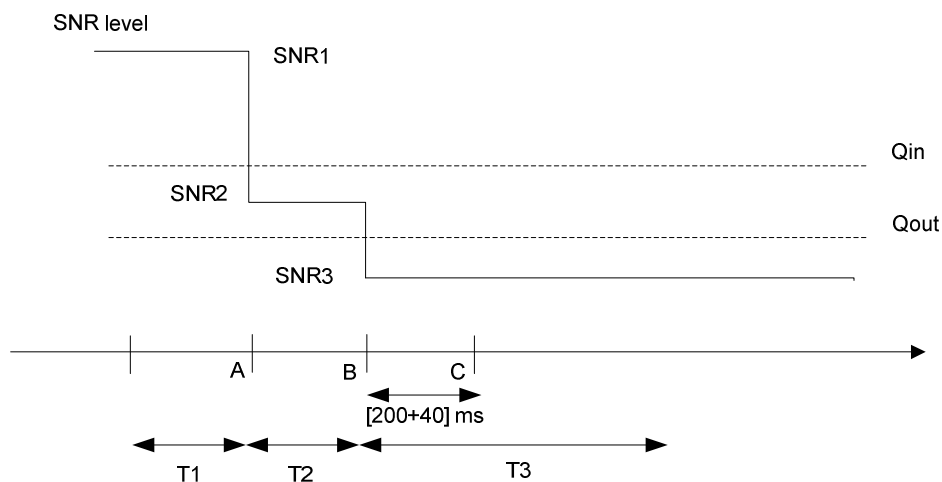 SNR level
SNR1
Qin
SNR2
Qout
SNR3
A
B
C
[200+40] ms
T1
T2
T3